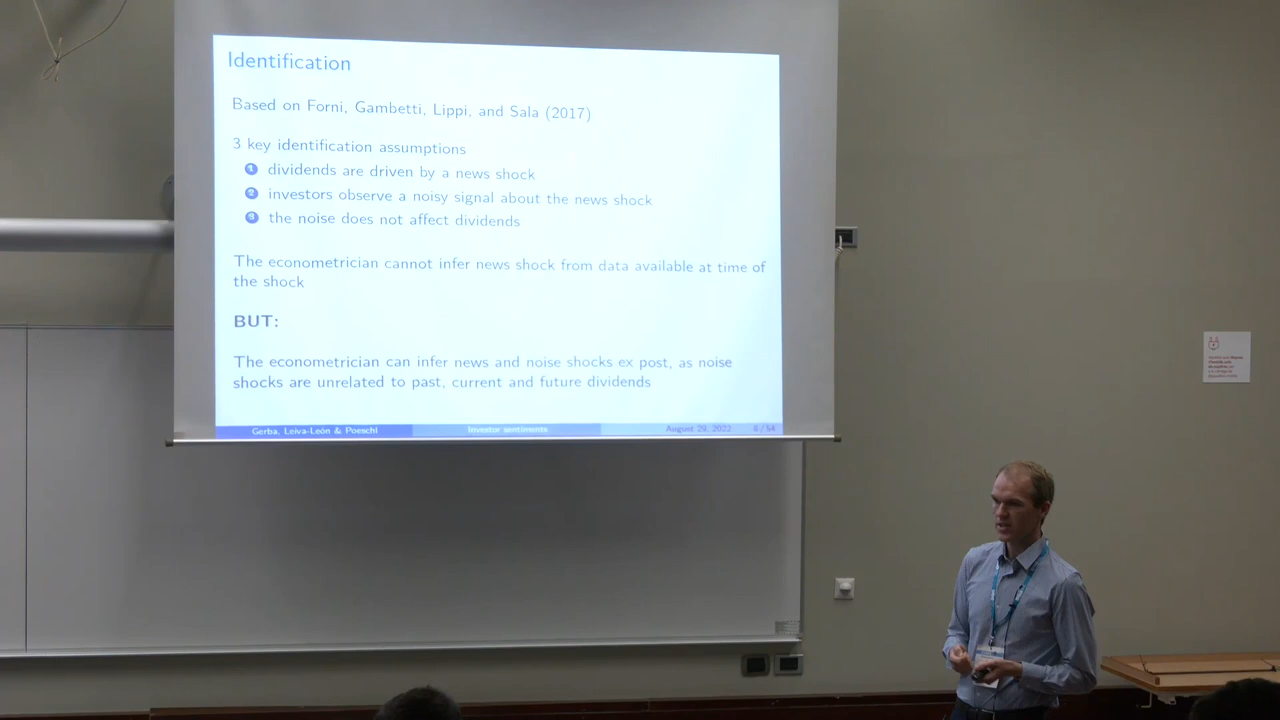 Identification
Based on Forni, Gambetti, Lippi, and Sala (2017)
3 key identification assumptions
1 dividends are driven by a news shock
2 investors observe a noisy signal about the news shock
3 the noise does not affect dividends
The econometrician cannot infer news shock from data available at time of
the shock
BUT:
The econometrician can infer news and noise shocks ex post, as noise
shocks are unrelated to past, current and future dividends
Gerba, Leiva-León & Poeschl Investor sentiments August 29, 2022 8 / 54